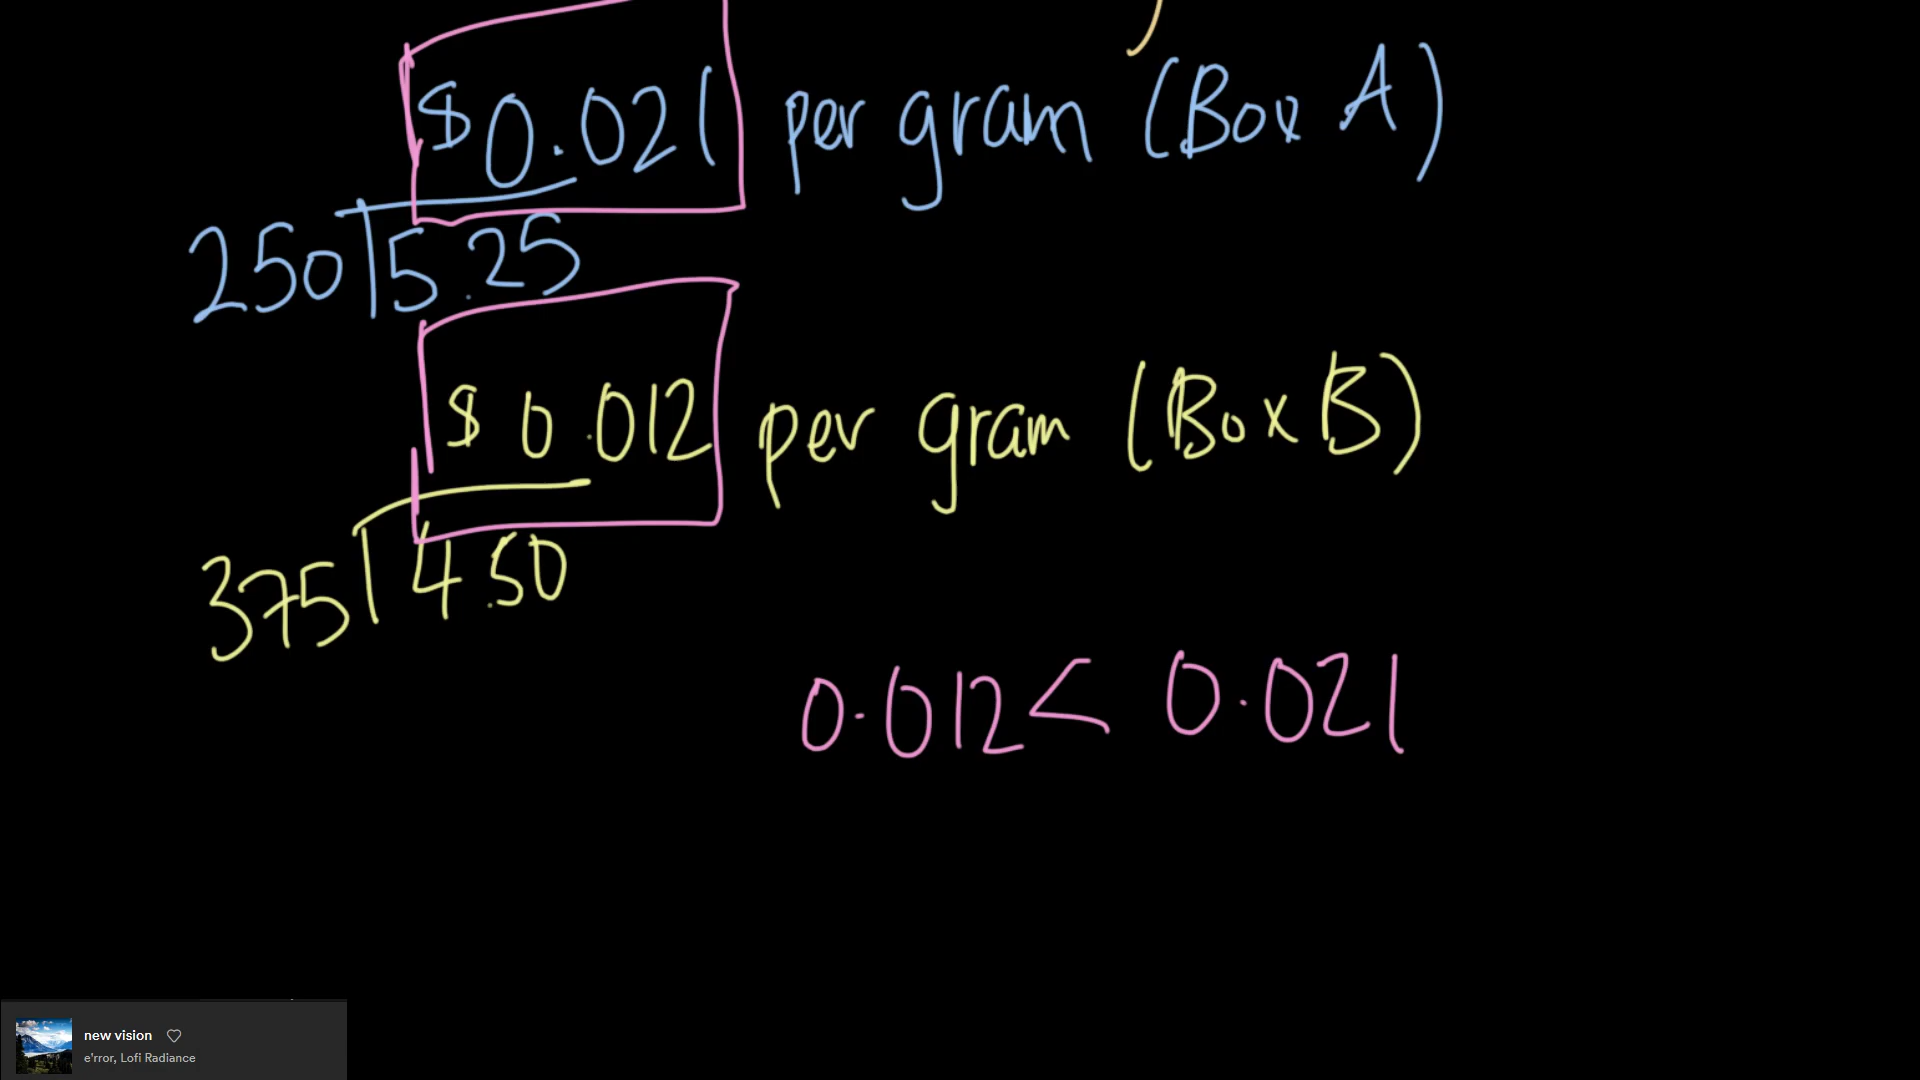 $0.021 per gram (Box A)
250 5.25
$0.012 per gram (Box B)
375 4.50
0.012 < 0.021
new vision
e'rror, Lofi Radiance